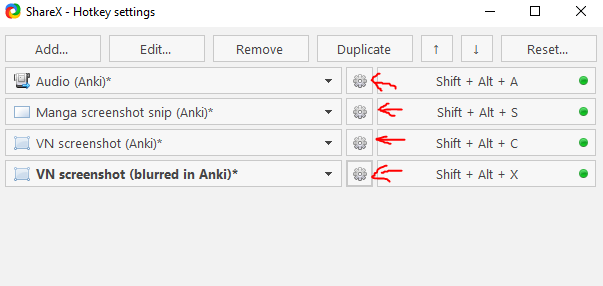 ShareX - Hotkey settings
Add... Edit... Remove Duplicate ↑ ↓ Reset...
Audio (Anki)* Shift + Alt + A
Manga screenshot snip (Anki)* Shift + Alt + S
VN screenshot (Anki)* Shift + Alt + C
VN screenshot (blurred in Anki)* Shift + Alt + X